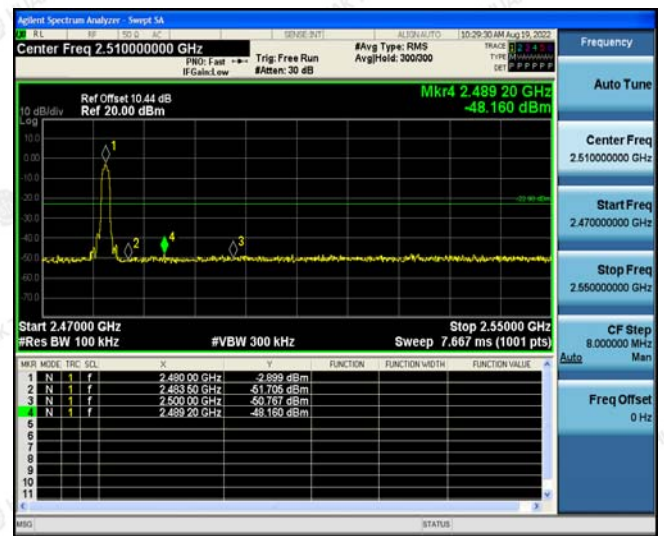 Agilent Spectrum Analyzer - Swept SA
RL RF 50 Ω AC SENSE:INT ALIGNAUTO 10:29:30 AM Aug 19, 2022
Center Freq 2.510000000 GHz
PNO: Fast Trig: Free Run
IFGain:Low #Atten: 30 dB
#Avg Type: RMS
Avg|Hold: 300/300
TRACE 1 2 3 4 5 6
TYPE M
DET P P P P P P
Ref Offset 10.44 dB
10 dB/div Ref 20.00 dBm
Log
Mkr4 2.489 20 GHz
-48.160 dBm
10.0
0.00
-10.0
-20.0
-30.0
-40.0
-50.0
-60.0
-70.0
1
2
4
3
Start 2.47000 GHz Stop 2.55000 GHz
#Res BW 100 kHz #VBW 300 kHz Sweep 7.667 ms (1001 pts)
MKR MODE TRC SCL X Y FUNCTION FUNCTION WIDTH FUNCTION VALUE
1 N 1 f 2.480 00 GHz -2.899 dBm
2 N 1 f 2.483 50 GHz -51.705 dBm
3 N 1 f 2.500 00 GHz -50.767 dBm
4 N 1 f 2.489 20 GHz -48.160 dBm
5
6
7
8
9
10
11
MSG STATUS
Frequency
Auto Tune
Center Freq
2.510000000 GHz
Start Freq
2.470000000 GHz
Stop Freq
2.550000000 GHz
CF Step
8.000000 MHz
Auto Man
Freq Offset
0 Hz